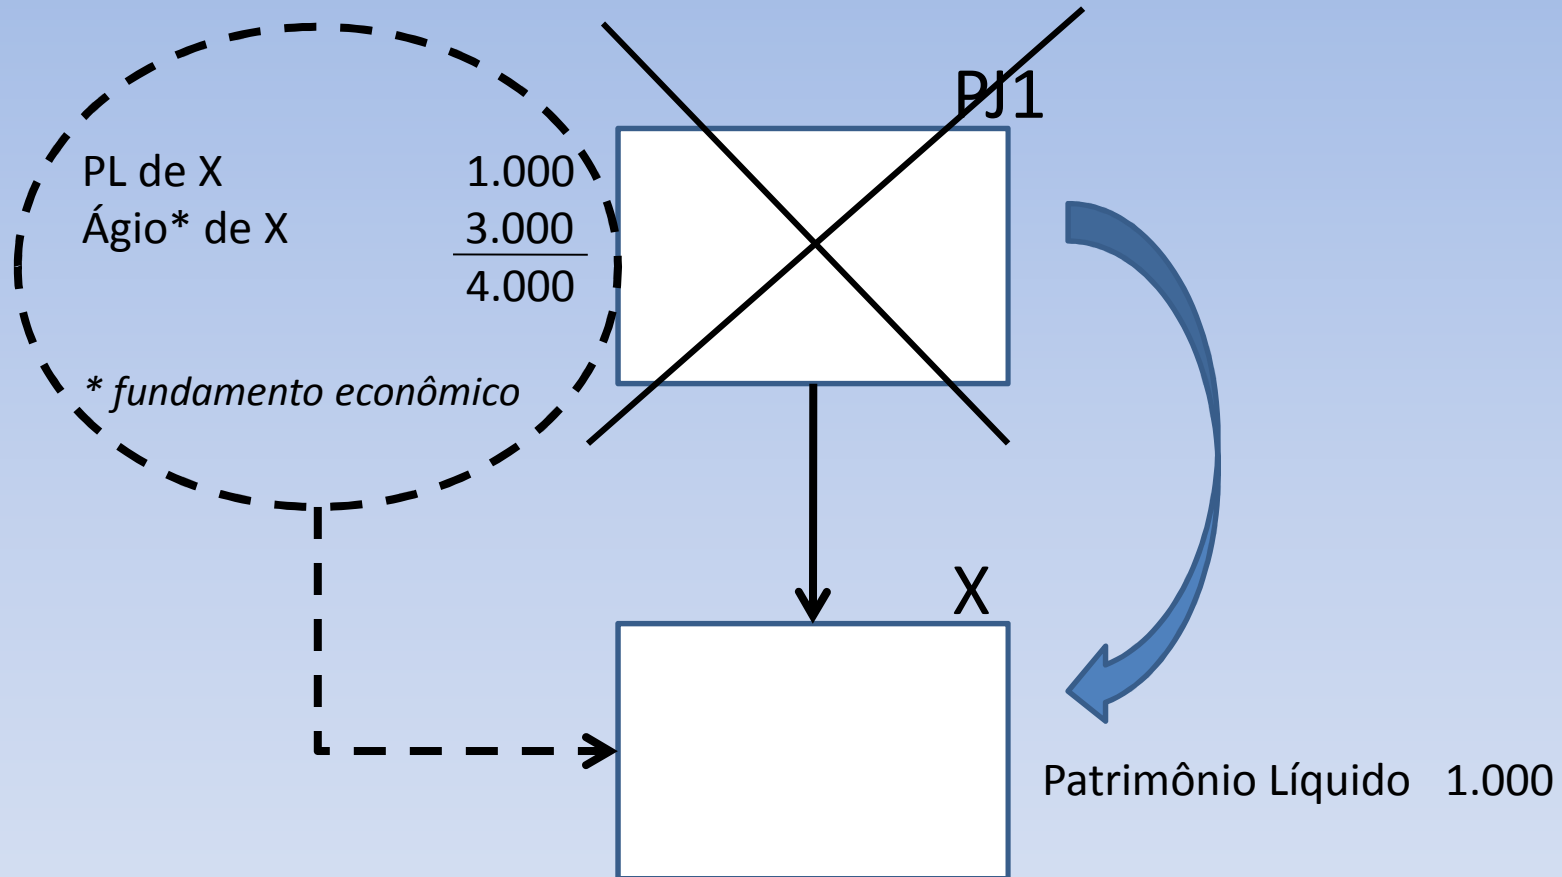 PJ1
PL de X 1.000
Ágio* de X 3.000
4.000
* fundamento econômico
X
Patrimônio Líquido 1.000